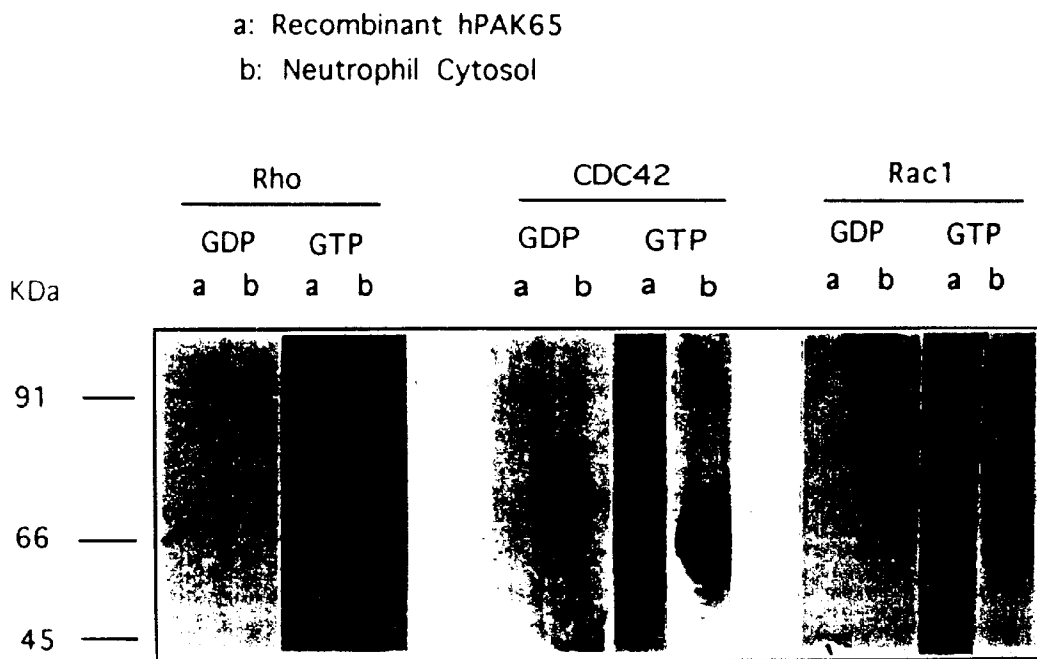 a: Recombinant hPAK65
b: Neutrophil Cytosol
Rho CDC42 Rac1
GDP GTP GDP GTP GDP GTP
KDa a b a b a b a b a b a b
91
66
45